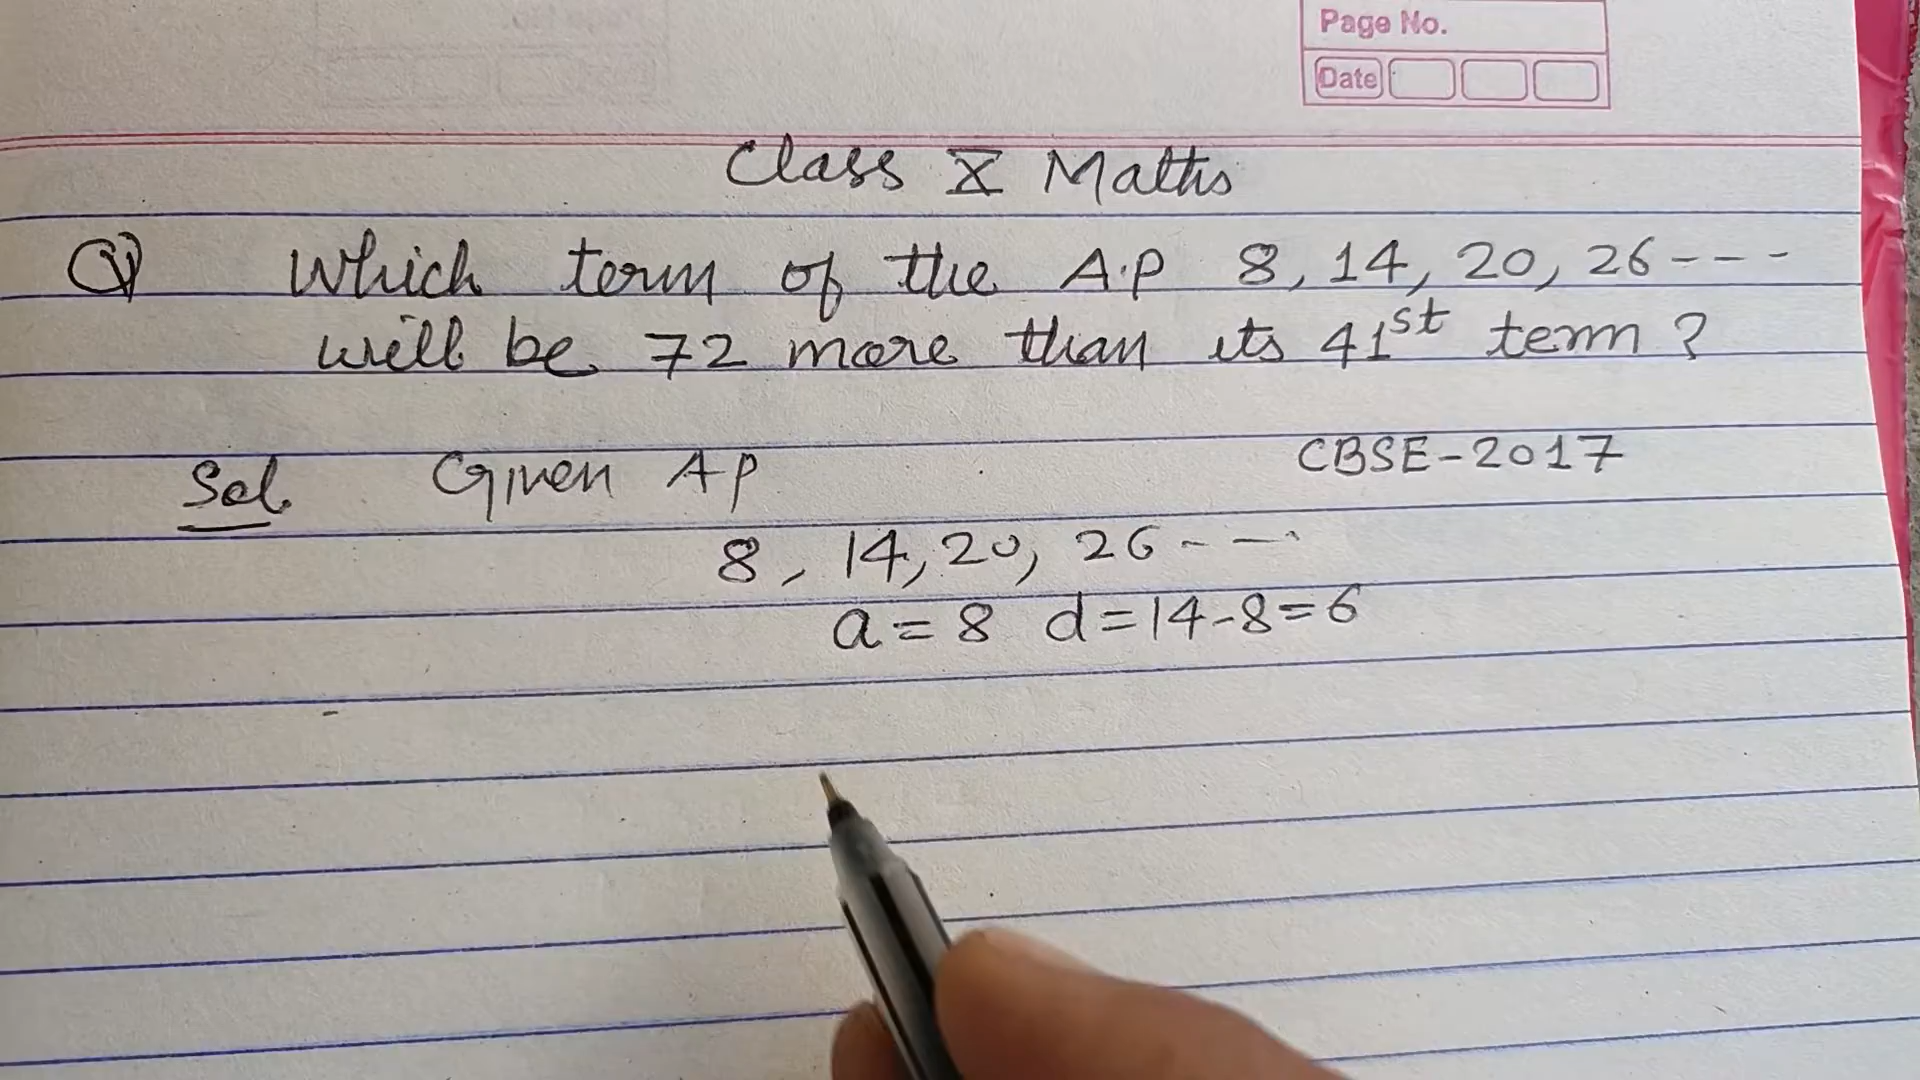 Page No.
Date
Class X Maths
Q) Which term of the A.P 8, 14, 20, 26 ---
will be 72 more than its 41st term?
Sol. Given AP
CBSE-2017
8, 14, 20, 26 ---
a = 8 d = 14-8 = 6